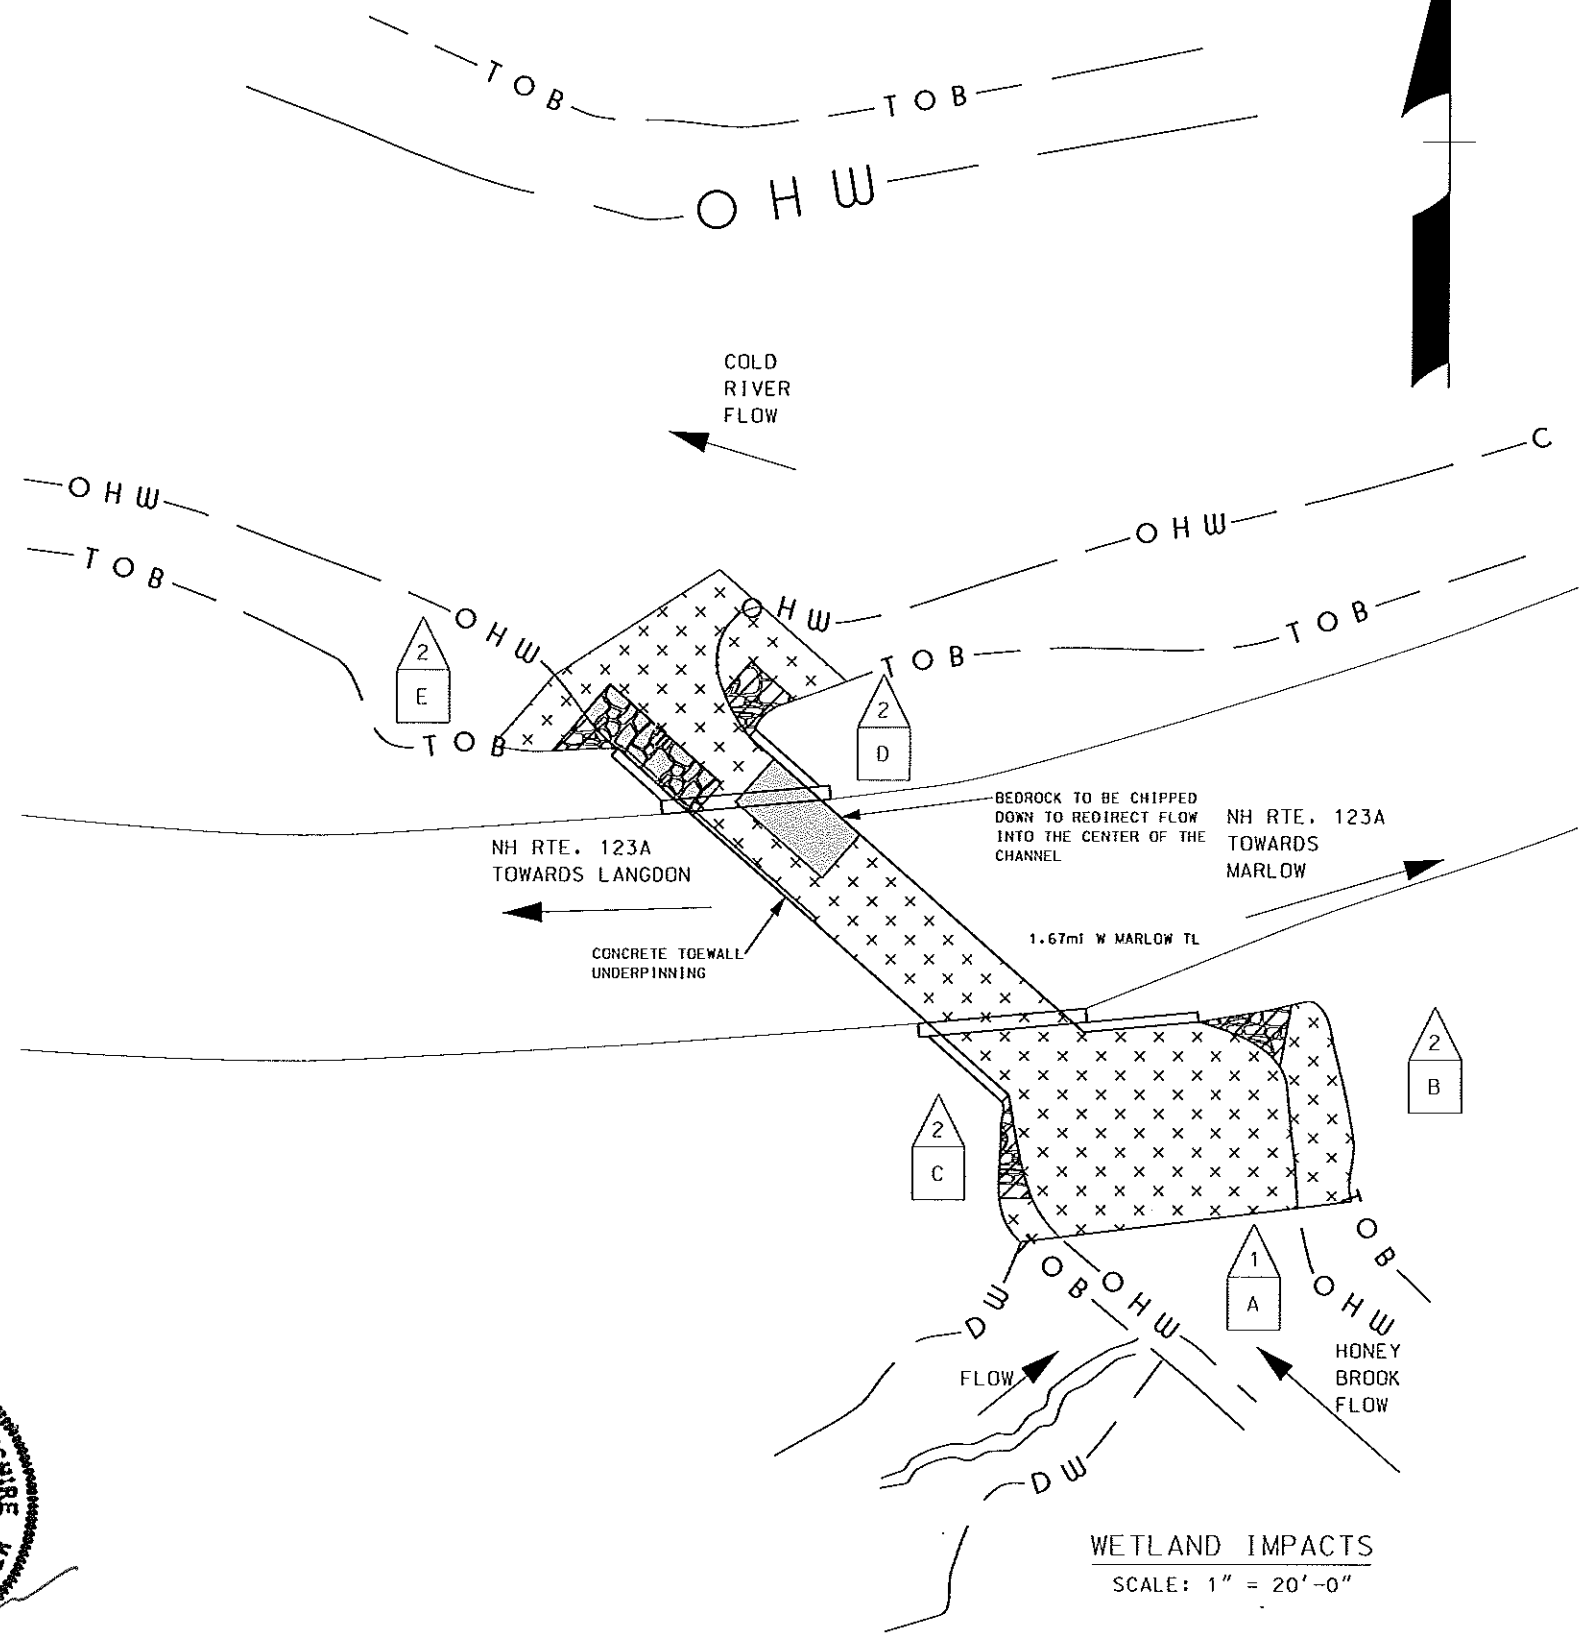 TOB
TOB
OHW
COLD
RIVER
FLOW
C
OHW
OHW
TOB
OHW
OHW
TOB
TOB
2
E
TOB
2
D
BEDROCK TO BE CHIPPED
DOWN TO REDIRECT FLOW
INTO THE CENTER OF THE
CHANNEL
NH RTE. 123A
TOWARDS
MARLOW
NH RTE. 123A
TOWARDS LANGDON
CONCRETE TOEWALL
UNDERPINNING
1.67mi W MARLOW TL
2
B
2
C
TOB
TOB
OHW
1
A
OHW
DW
FLOW
HONEY
BROOK
FLOW
DW
WETLAND IMPACTS
SCALE: 1" = 20'-0"